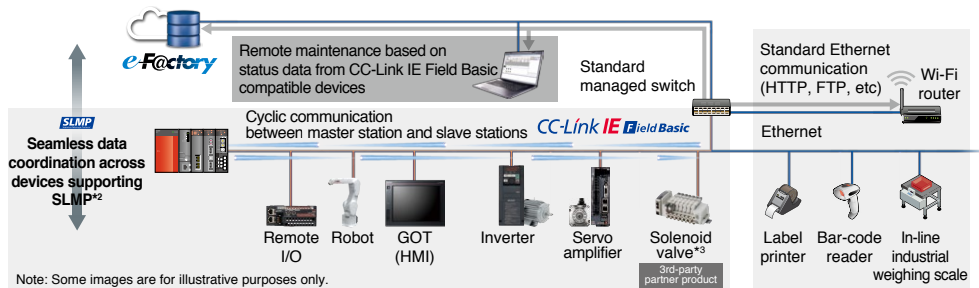 e-F@ctory
Remote maintenance based on
status data from CC-Link IE Field Basic
compatible devices
Standard
managed switch
Standard Ethernet
communication
(HTTP, FTP, etc)
Wi-Fi
router
SLMP
Seamless data
coordination across
devices supporting
SLMP*2
Cyclic communication
between master station and slave stations
CC-Link IE Field Basic
Ethernet
Remote
I/O
Robot
GOT
(HMI)
Inverter
Servo
amplifier
Solenoid
valve*3
3rd-party
partner product
Label
printer
Bar-code
reader
In-line
industrial
weighing scale
Note: Some images are for illustrative purposes only.